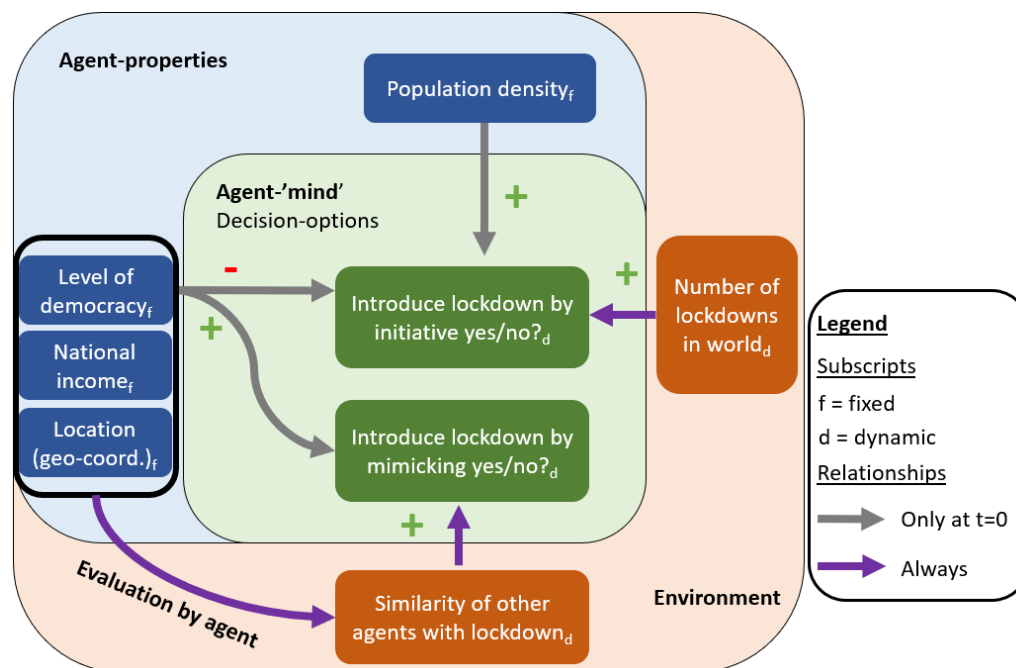 Agent-properties
Population density_f
Agent-'mind'
Decision-options
+
-
+
+
+
Level of
democracy_f
National
income_f
Location
(geo-coord.)_f
Introduce lockdown by
initiative yes/no?_d
Introduce lockdown by
mimicking yes/no?_d
Number of
lockdowns
in world_d
Evaluation by agent
Similarity of other
agents with lockdown_d
Environment
Legend
Subscripts
f = fixed
d = dynamic
Relationships
Only at t=0
Always